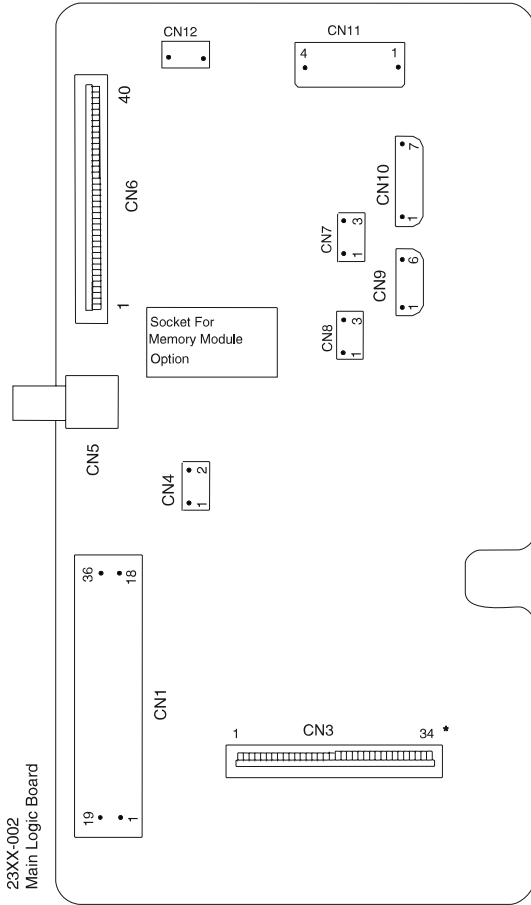 23XX-002
Main Logic Board
CN12
CN11
4 1
40
CN6
1
CN10
1 7
CN7
1 3
CN9
1 6
CN8
1 3
Socket For
Memory Module
Option
CN5
CN4
1 2
36
18
CN1
19
1
1 CN3 34 *